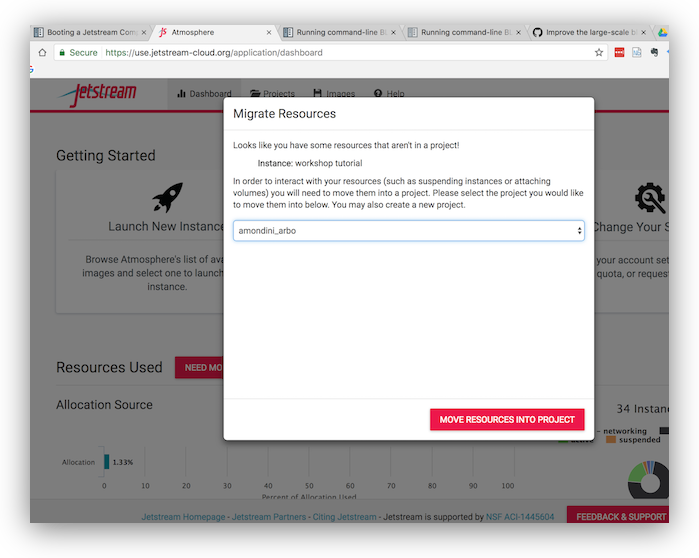 Booting a Jetstream Com
Atmosphere
Running command-line BL
Running command-line BL
Improve the large-scale b
Secure
https://use.jetstream-cloud.org/application/dashboard
Jetstream
Dashboard
Projects
Images
Help
Migrate Resources
Looks like you have some resources that aren't in a project!
Instance: workshop tutorial
In order to interact with your resources (such as suspending instances or attaching
volumes) you will need to move them into a project. Please select the project you would like
to move them into below. You may also create a new project.
amondini_arbo
MOVE RESOURCES INTO PROJECT
Getting Started
Launch New Instanc
Browse Atmosphere's list of ava
images and select one to launch
instance.
Change Your S
your account set
quota, or reques
Resources Used
NEED MO
Allocation Source
Allocation
1.33%
0 10 20 30 40 50 60 70 80 90 100
Percent of Allocation Used
34 Instan
- networking
active
suspended
Jetstream Homepage - Jetstream Partners - Citing Jetstream - Jetstream is supported by NSF ACI-1445604
FEEDBACK & SUPPORT